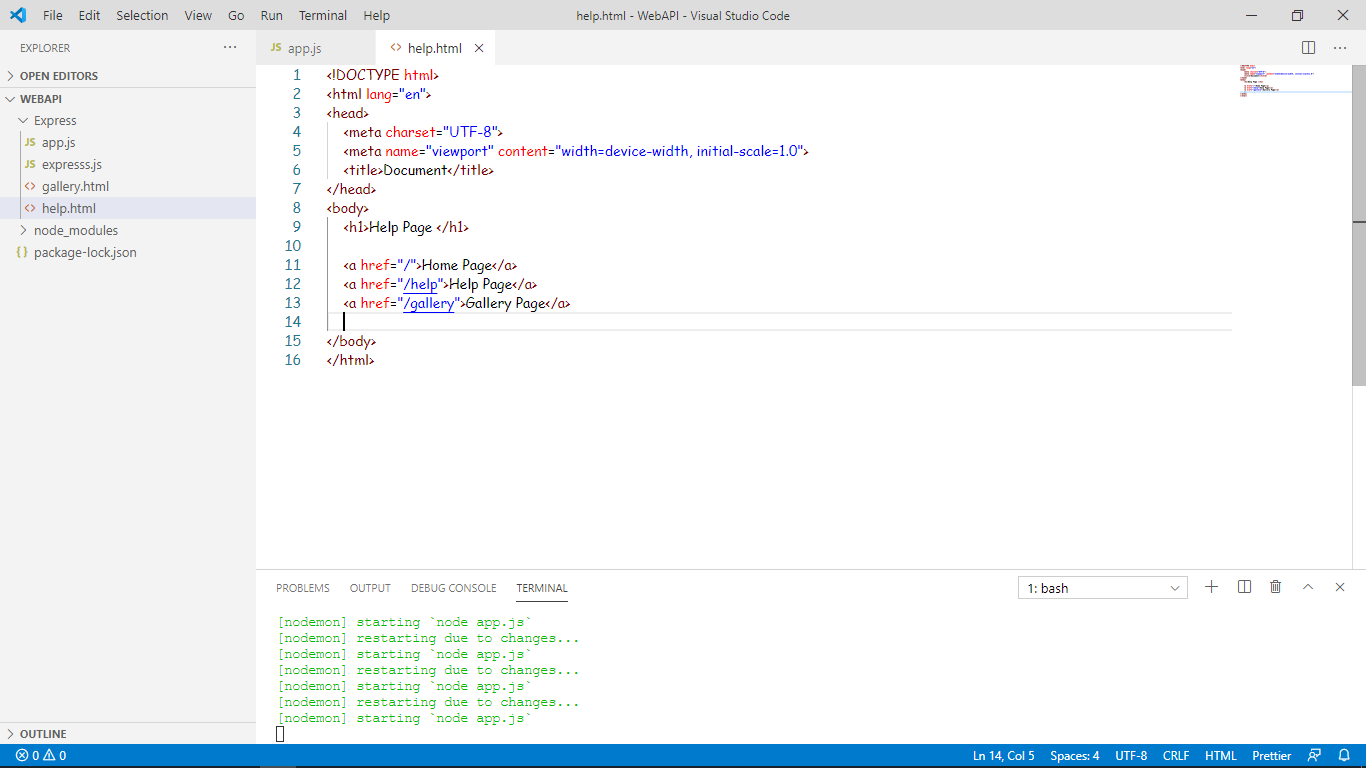 File Edit Selection View Go Run Terminal Help
help.html - WebAPI - Visual Studio Code
EXPLORER
OPEN EDITORS
WEBAPI
Express
JS app.js
JS expresss.js
<> gallery.html
<> help.html
node_modules
{} package-lock.json
OUTLINE
JS app.js
<> help.html
1 <!DOCTYPE html>
2 <html lang="en">
3 <head>
4 <meta charset="UTF-8">
5 <meta name="viewport" content="width=device-width, initial-scale=1.0">
6 <title>Document</title>
7 </head>
8 <body>
9 <h1>Help Page </h1>
10
11 <a href="/">Home Page</a>
12 <a href="/help">Help Page</a>
13 <a href="/gallery">Gallery Page</a>
14
15 </body>
16 </html>
PROBLEMS OUTPUT DEBUG CONSOLE TERMINAL
1: bash
[nodemon] starting `node app.js`
[nodemon] restarting due to changes...
[nodemon] starting `node app.js`
[nodemon] restarting due to changes...
[nodemon] starting `node app.js`
[nodemon] restarting due to changes...
[nodemon] starting `node app.js`
0 0
Ln 14, Col 5 Spaces: 4 UTF-8 CRLF HTML Prettier